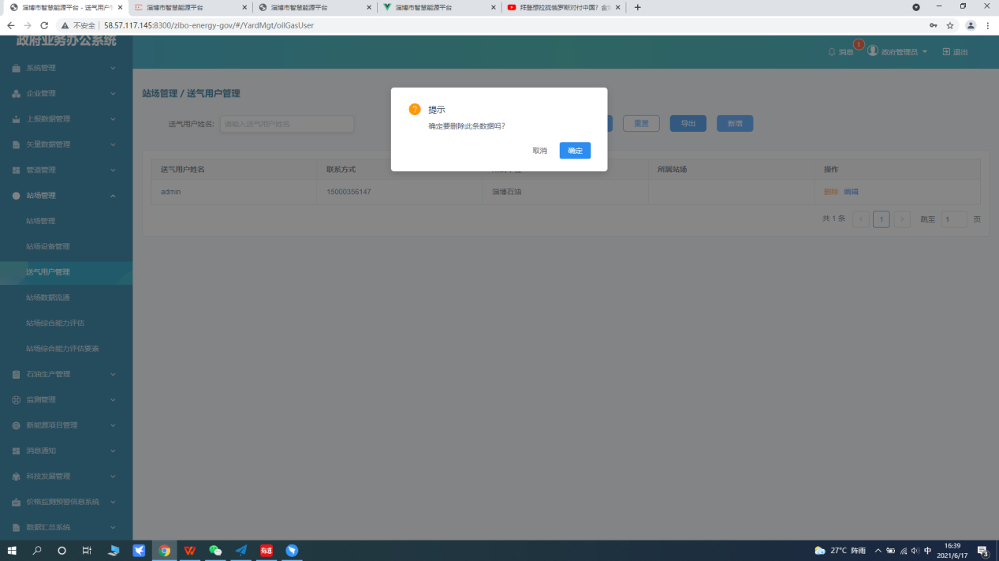 淄博市智慧能源平台 - 送气用户管
淄博市智慧能源平台
淄博市智慧能源平台
淄博市智慧能源平台
拜登想拉拢俄罗斯对付中国？
不安全 58.57.117.145:8300/zibo-energy-gov/#/YardMgt/oilGasUser
政府业务办公系统
消息 1 政府管理员 退出
系统管理
企业管理
上报数据管理
矢量数据管理
管道管理
站场管理
站场管理
站场设备管理
送气用户管理
站场数据流通
站场综合能力评估
站场综合能力评估要素
石油生产管理
监测管理
新能源项目管理
消息通知
科技发展管理
价格监测预警信息系统
数据汇总系统
站场管理 / 送气用户管理
送气用户姓名: 请输入送气用户姓名
重置 导出 新增
提示
确定要删除此条数据吗?
取消 确定
送气用户姓名 联系方式 所属站场 操作
admin 15000356147 淄博石油 删除 编辑
共 1 条 1 跳至 1 页
有道
27°C 阵雨 中 16:39
2021/6/17 3